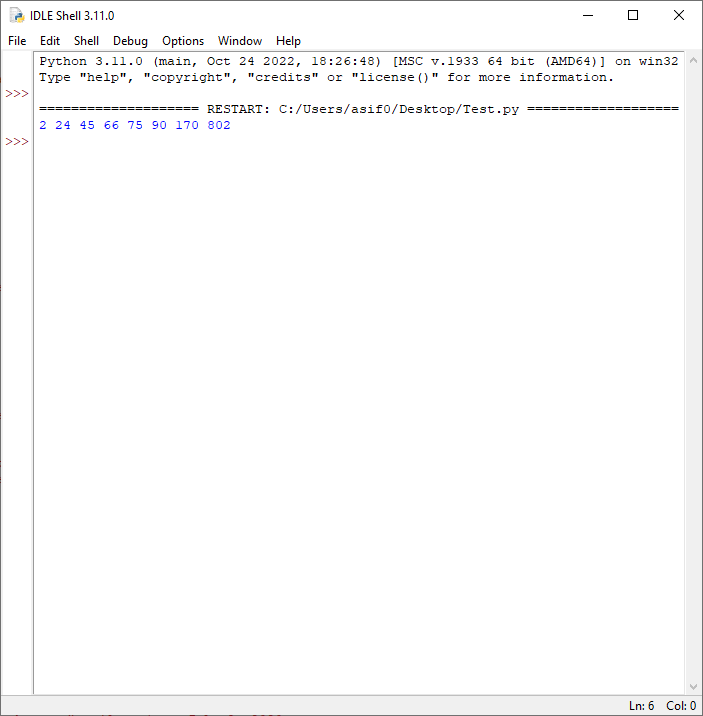 IDLE Shell 3.11.0
File Edit Shell Debug Options Window Help
Python 3.11.0 (main, Oct 24 2022, 18:26:48) [MSC v.1933 64 bit (AMD64)] on win32
Type "help", "copyright", "credits" or "license()" for more information.
>>>
==================== RESTART: C:/Users/asif0/Desktop/Test.py ===================
2 24 45 66 75 90 170 802
>>>
Ln: 6 Col: 0